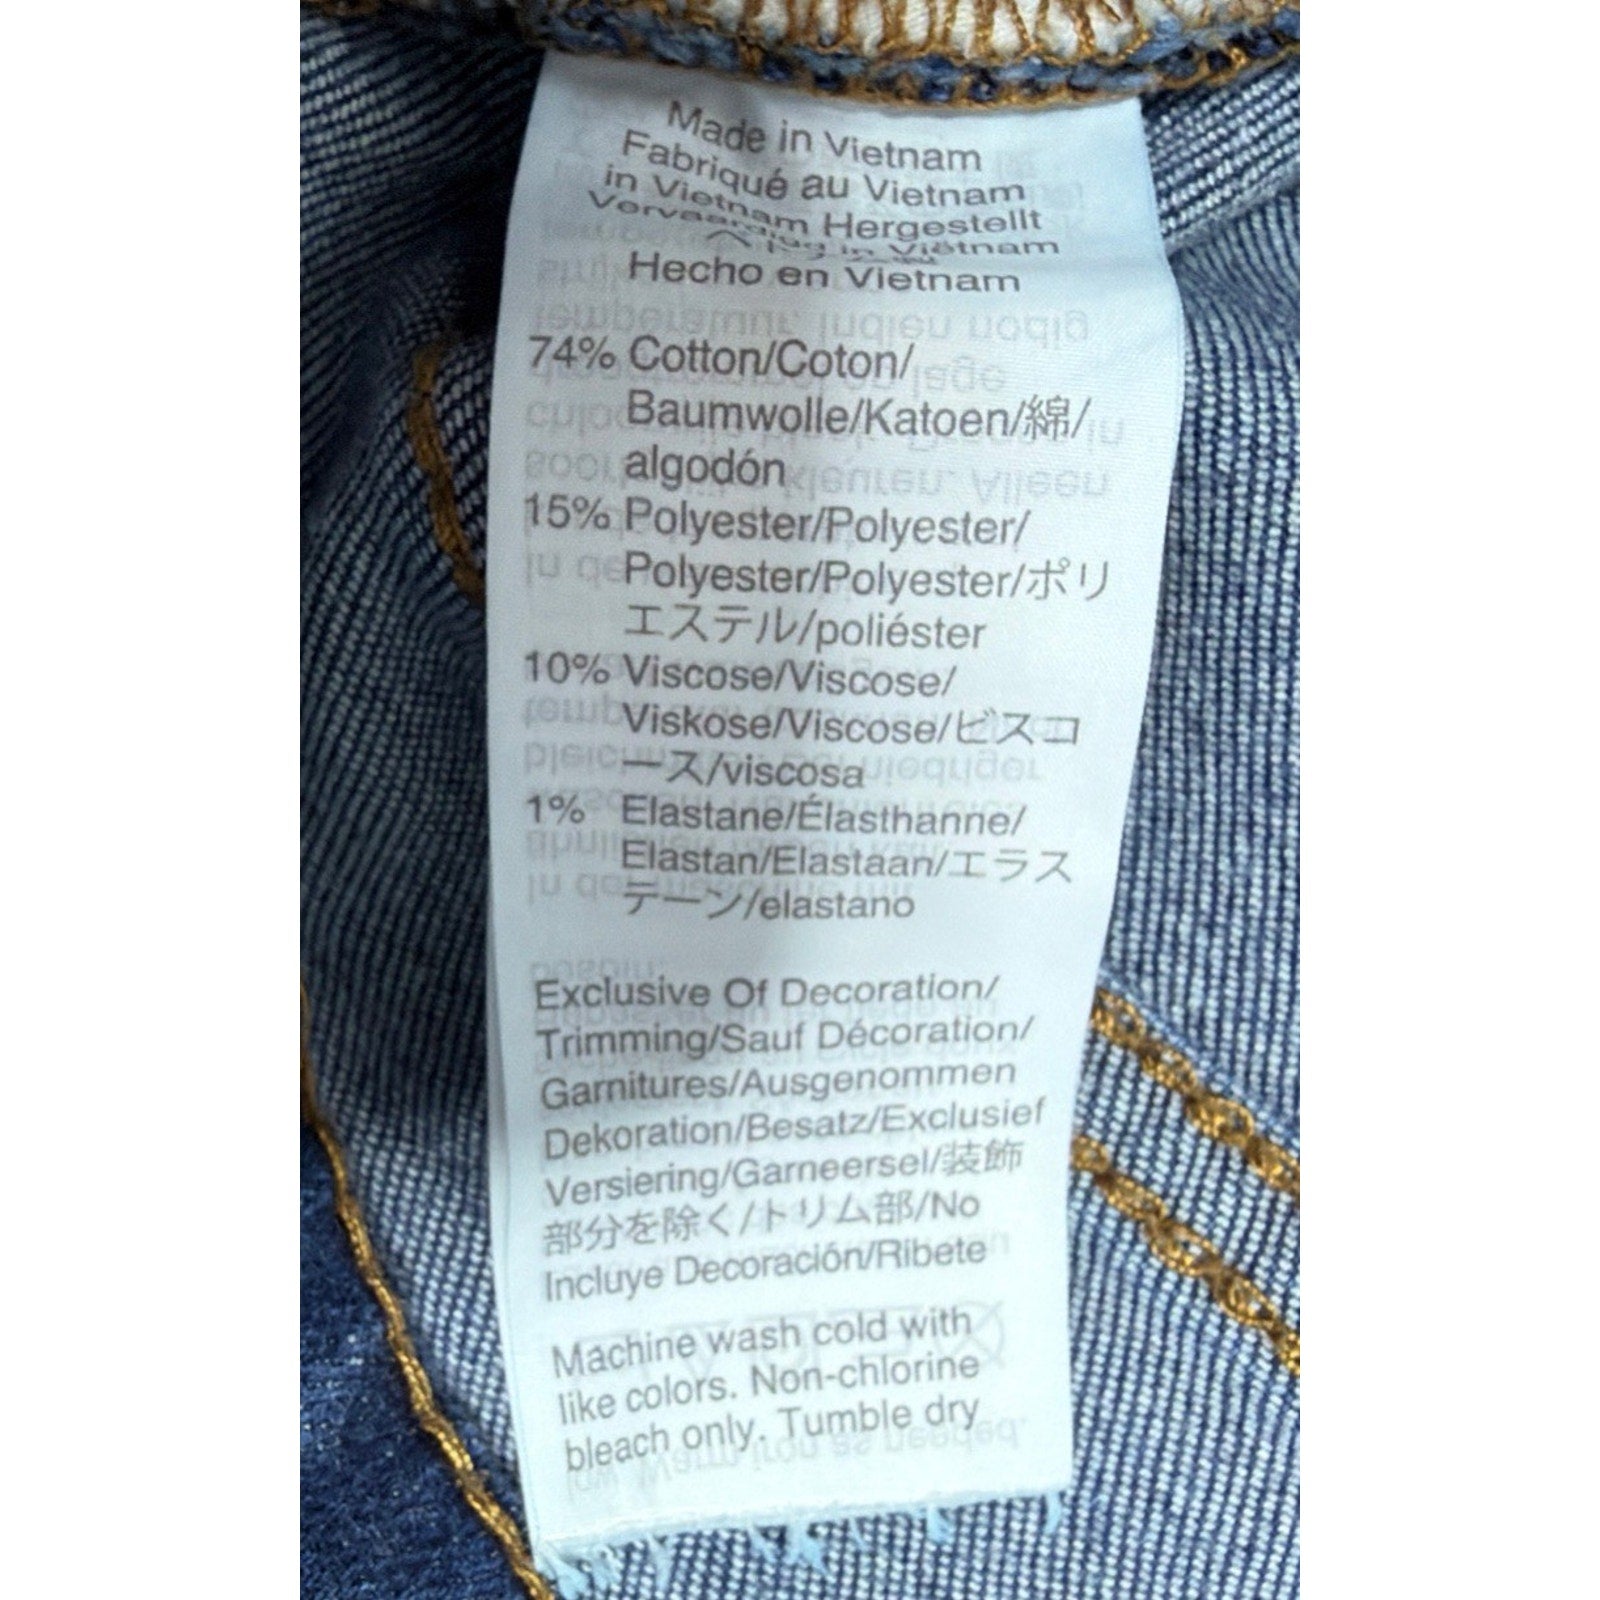 Made in Vietnam
Fabriqué au Vietnam
in Vietnam Hergestellt
Vervaardigd in Viëtnam
Hecho en Vietnam
74% Cotton/Coton/
Baumwolle/Katoen/綿/
algodón
15% Polyester/Polyester/
Polyester/Polyester/ポリ
エステル/poliéster
10% Viscose/Viscose/
Viskose/Viscose/ビスコ
ース/viscosa
1% Elastane/Élasthanne/
Elastan/Elastaan/エラス
テーン/elastano
Exclusive Of Decoration/
Trimming/Sauf Décoration/
Garnitures/Ausgenommen
Dekoration/Besatz/Exclusief
Versiering/Garneersel/装飾
部分を除く/トリム部/No
Incluye Decoración/Ribete
Machine wash cold with
like colors. Non-chlorine
bleach only. Tumble dry